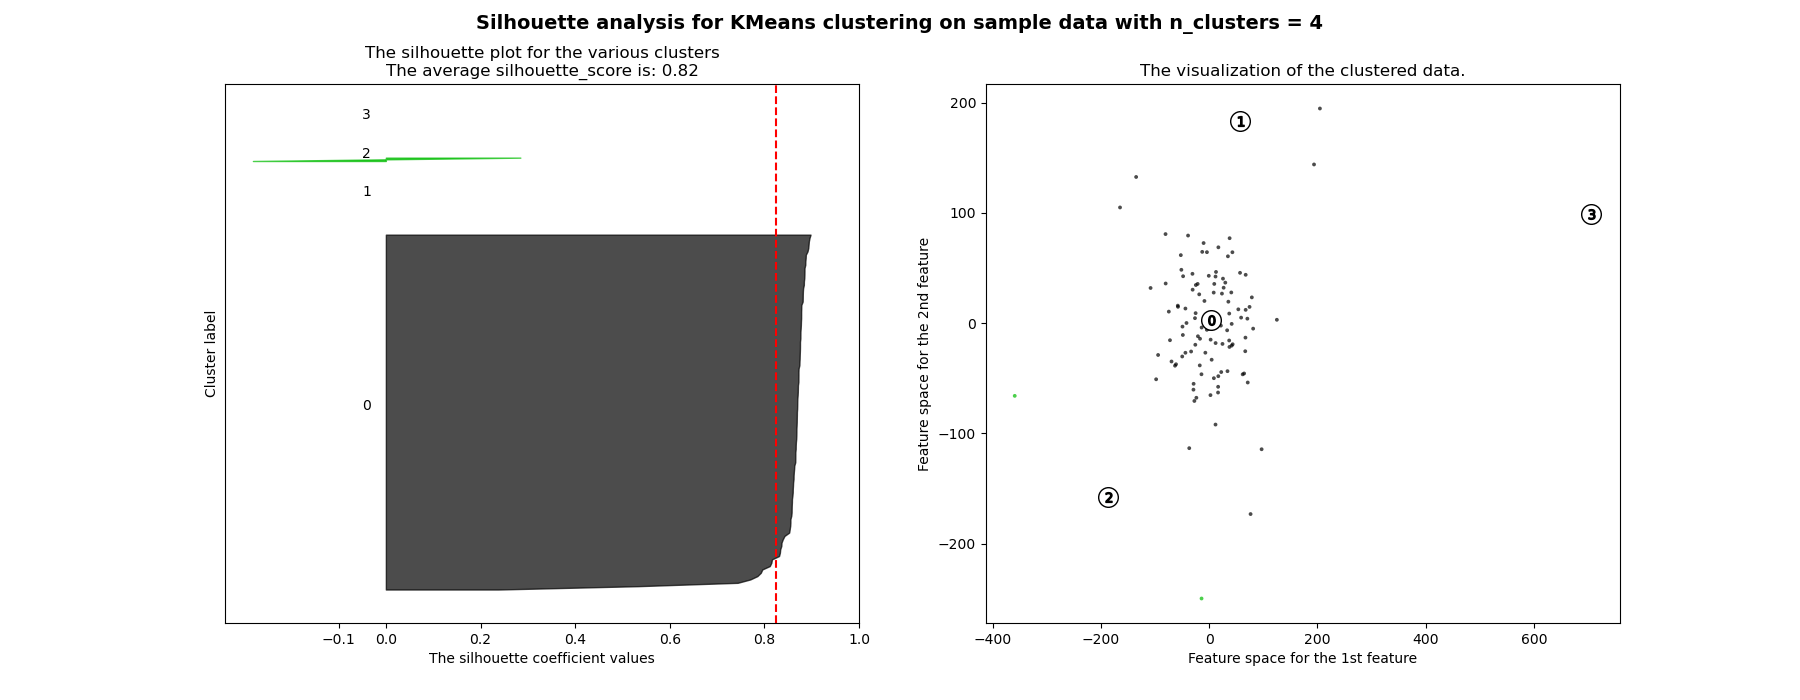 Silhouette analysis for KMeans clustering on sample data with n_clusters = 4
The silhouette plot for the various clusters
The average silhouette_score is: 0.82
3
2
1
0
Cluster label
−0.1 0.0 0.2 0.4 0.6 0.8 1.0
The silhouette coefficient values
The visualization of the clustered data.
200
100
0
−100
−200
Feature space for the 2nd feature
1
3
0
2
−400 −200 0 200 400 600
Feature space for the 1st feature